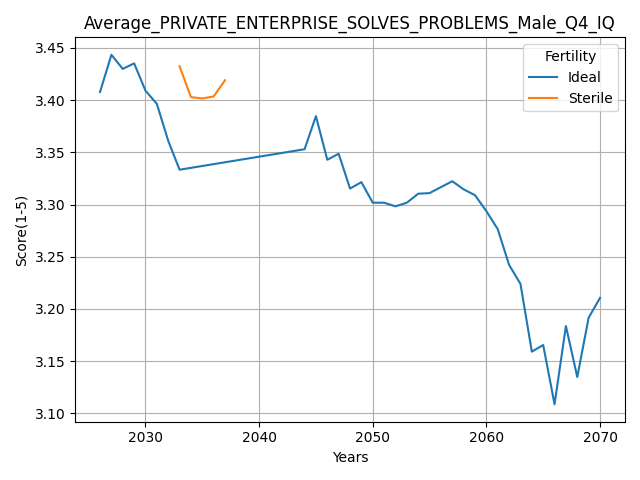 Average_PRIVATE_ENTERPRISE_SOLVES_PROBLEMS_Male_Q4_IQ
Fertility
Ideal
Sterile
Score(1-5)
3.45
3.40
3.35
3.30
3.25
3.20
3.15
3.10
2030 2040 2050 2060 2070
Years